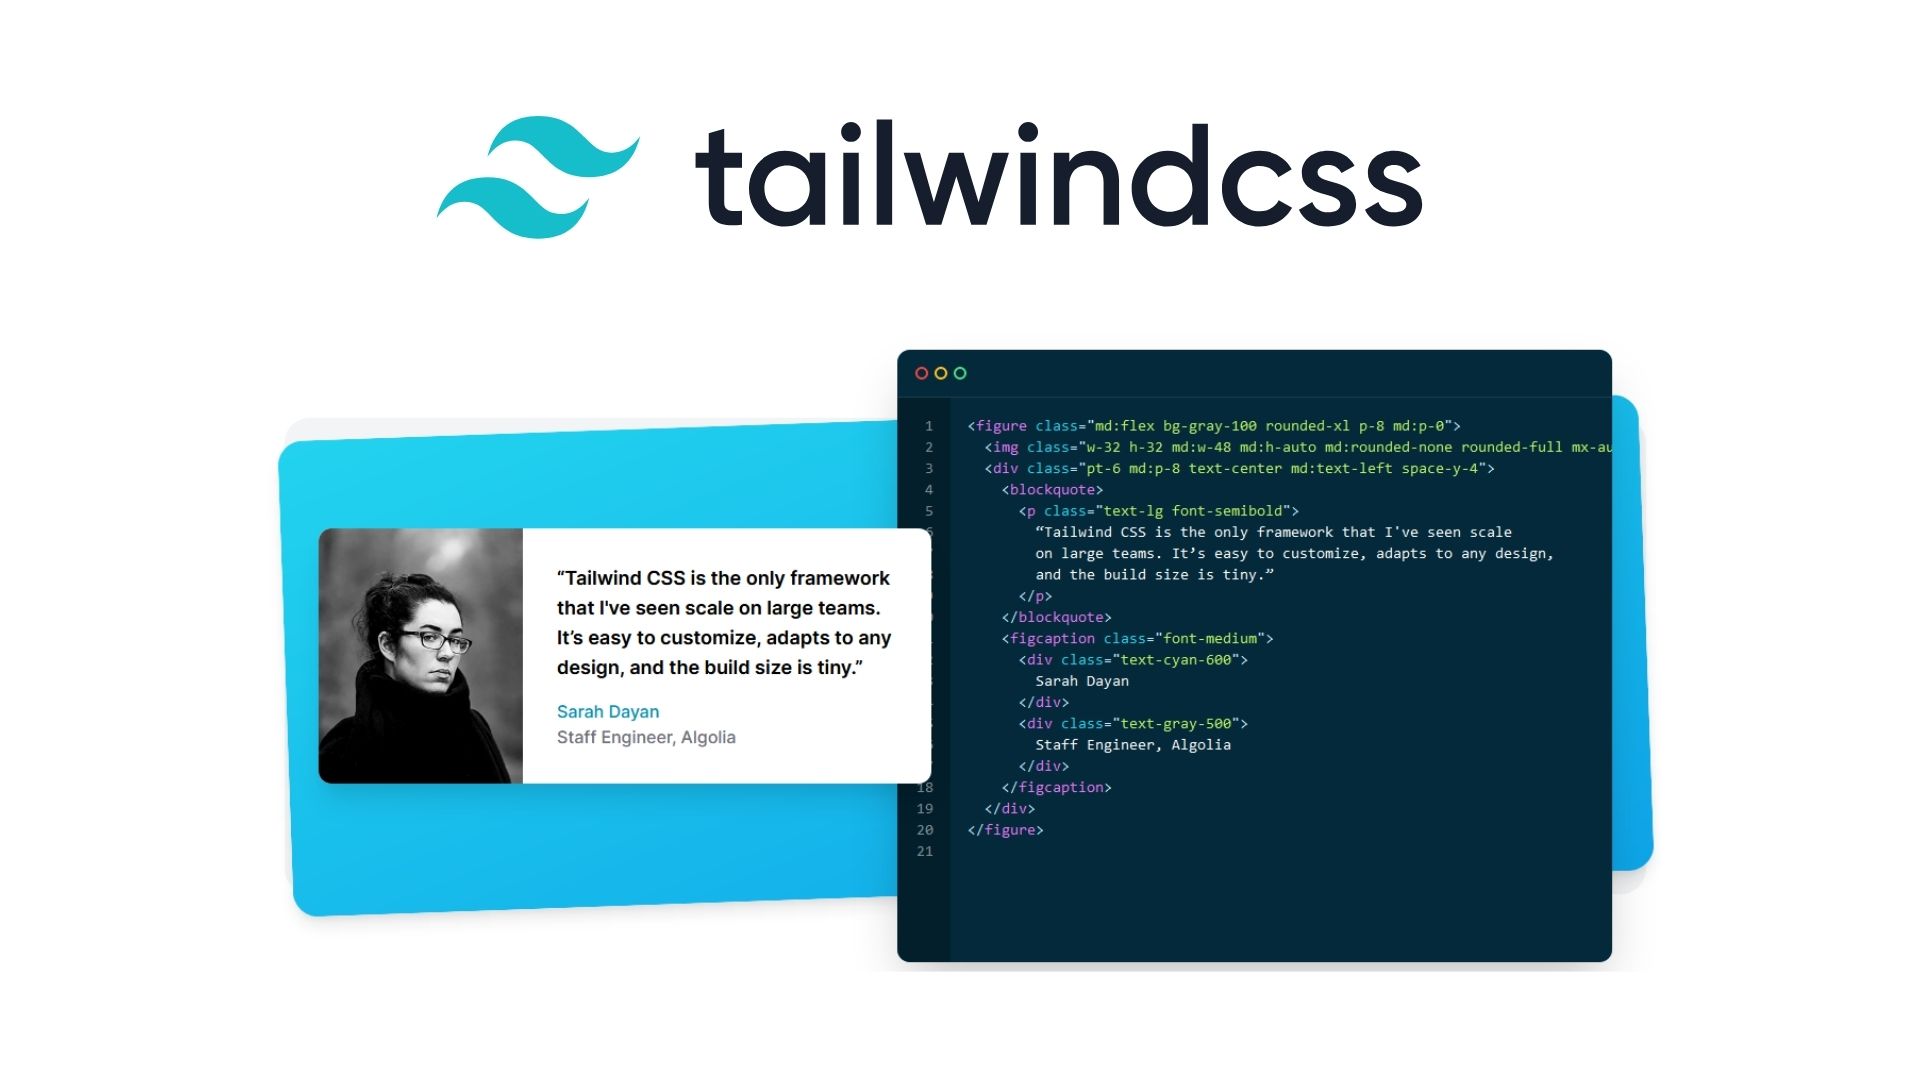 tailwindcss
“Tailwind CSS is the only framework
that I've seen scale on large teams.
It’s easy to customize, adapts to any
design, and the build size is tiny.”
Sarah Dayan
Staff Engineer, Algolia
1 <figure class="md:flex bg-gray-100 rounded-xl p-8 md:p-0">
2 <img class="w-32 h-32 md:w-48 md:h-auto md:rounded-none rounded-full mx-au
3 <div class="pt-6 md:p-8 text-center md:text-left space-y-4">
4 <blockquote>
5 <p class="text-lg font-semibold">
“Tailwind CSS is the only framework that I've seen scale
on large teams. It’s easy to customize, adapts to any design,
and the build size is tiny.”
</p>
</blockquote>
<figcaption class="font-medium">
<div class="text-cyan-600">
Sarah Dayan
</div>
<div class="text-gray-500">
Staff Engineer, Algolia
</div>
18 </figcaption>
19 </div>
20 </figure>
21